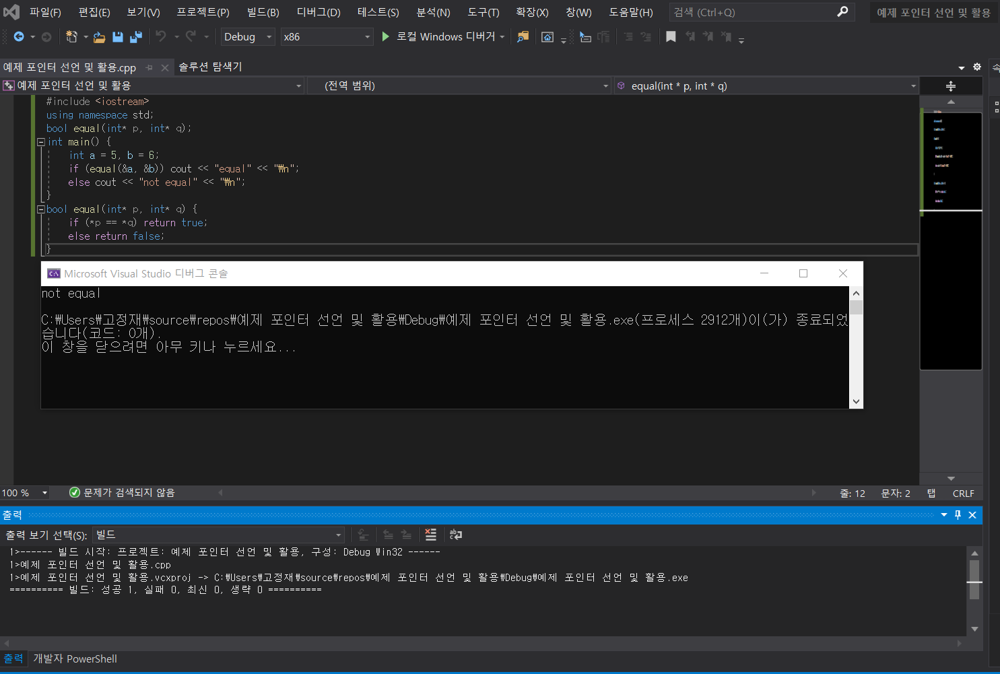 파일(F) 편집(E) 보기(V) 프로젝트(P) 빌드(B) 디버그(D) 테스트(S) 분석(N) 도구(T) 확장(X) 창(W) 도움말(H) 검색 (Ctrl+Q) 예제 포인터 선언 및 활용
Debug x86 로컬 Windows 디버거
예제 포인터 선언 및 활용.cpp 솔루션 탐색기
예제 포인터 선언 및 활용 (전역 범위) equal(int * p, int * q)
#include <iostream>
using namespace std;
bool equal(int* p, int* q);
int main() {
int a = 5, b = 6;
if (equal(&a, &b)) cout << "equal" << "₩n";
else cout << "not equal" << "₩n";
}
bool equal(int* p, int* q) {
if (*p == *q) return true;
else return false;
}
Microsoft Visual Studio 디버그 콘솔
not equal
C:₩Users₩고정재₩source₩repos₩예제 포인터 선언 및 활용₩Debug₩예제 포인터 선언 및 활용.exe(프로세스 2912개)이(가) 종료되었
습니다(코드: 0개).
이 창을 닫으려면 아무 키나 누르세요...
100 % 문제가 검색되지 않음 줄: 12 문자: 2 탭 CRLF
출력
출력 보기 선택(S): 빌드
1>------ 빌드 시작: 프로젝트: 예제 포인터 선언 및 활용, 구성: Debug Win32 ------
1>예제 포인터 선언 및 활용.cpp
1>예제 포인터 선언 및 활용.vcxproj -> C:₩Users₩고정재₩source₩repos₩예제 포인터 선언 및 활용₩Debug₩예제 포인터 선언 및 활용.exe
========== 빌드: 성공 1, 실패 0, 최신 0, 생략 0 ==========
출력 개발자 PowerShell